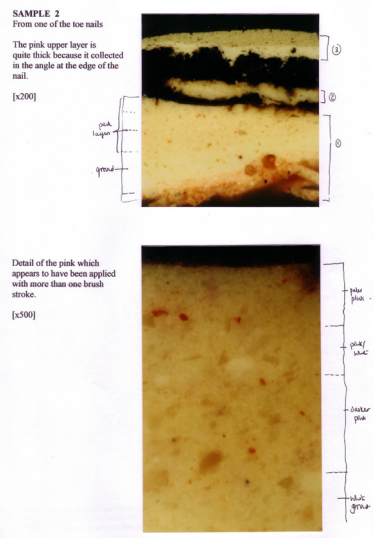 SAMPLE 2
From one of the toe nails
The pink upper layer is
quite thick because it collected
in the angle at the edge of the
nail.
[x200]
③
②
①
pink
layer
ground
Detail of the pink which
appears to have been applied
with more than one brush
stroke.
[x500]
paler
pink
pink/
white
darker
pink
white
ground